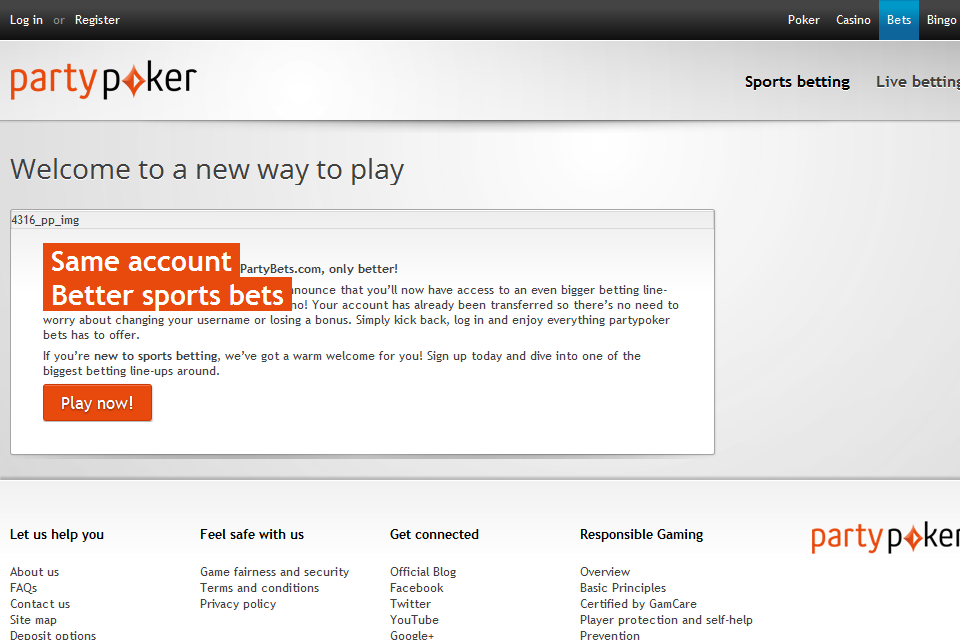 Log in or Register
Poker Casino Bets Bingo
partypoker
Sports betting Live betting
Welcome to a new way to play
4316_pp_img
Same account
PartyBets.com, only better!
Better sports bets
that you'll now have access to an even bigger betting line-
Your account has already been transferred so there's no need to
worry about changing your username or losing a bonus. Simply kick back, log in and enjoy everything partypoker
bets has to offer.
If you're new to sports betting, we've got a warm welcome for you! Sign up today and dive into one of the
biggest betting line-ups around.
Play now!
Let us help you
About us
FAQs
Contact us
Site map
Deposit options
Feel safe with us
Game fairness and security
Terms and conditions
Privacy policy
Get connected
Official Blog
Facebook
Twitter
YouTube
Google+
Responsible Gaming
Overview
Basic Principles
Certified by GamCare
Player protection and self-help
Prevention
partypoker